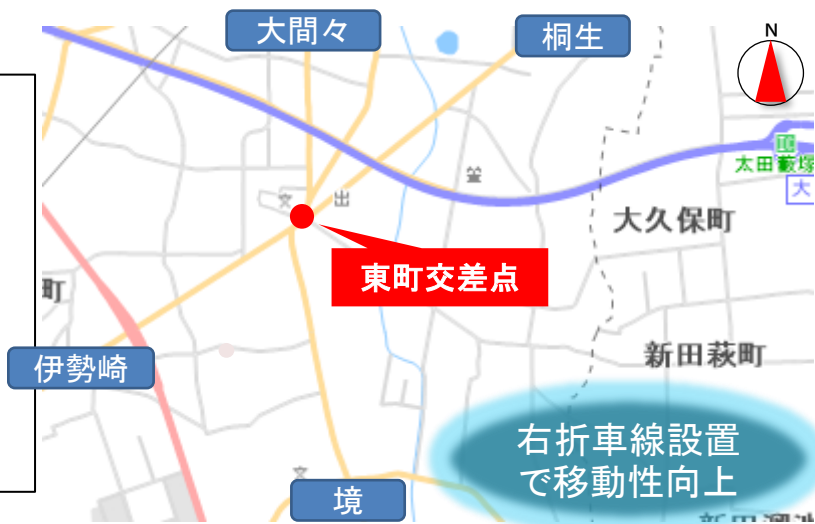 大間々
桐生
N
IC
太田藪塚
大
文
出
大久保町
東町交差点
町
新田萩町
伊勢崎
右折車線設置
で移動性向上
文
境